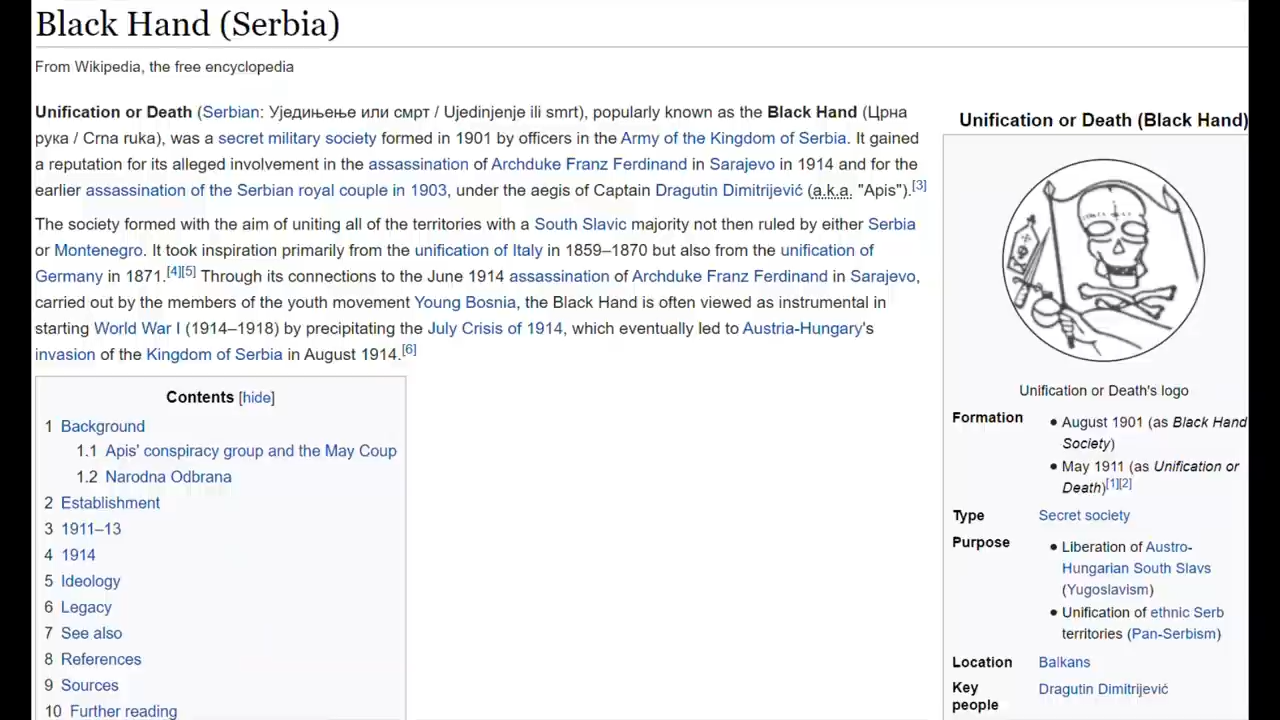 Black Hand (Serbia)
From Wikipedia, the free encyclopedia
Unification or Death (Serbian: Уједињење или смрт / Ujedinjenje ili smrt), popularly known as the Black Hand (Црна
рука / Crna ruka), was a secret military society formed in 1901 by officers in the Army of the Kingdom of Serbia. It gained
a reputation for its alleged involvement in the assassination of Archduke Franz Ferdinand in Sarajevo in 1914 and for the
earlier assassination of the Serbian royal couple in 1903, under the aegis of Captain Dragutin Dimitrijević (a.k.a. "Apis").[3]
The society formed with the aim of uniting all of the territories with a South Slavic majority not then ruled by either Serbia
or Montenegro. It took inspiration primarily from the unification of Italy in 1859–1870 but also from the unification of
Germany in 1871.[4][5] Through its connections to the June 1914 assassination of Archduke Franz Ferdinand in Sarajevo,
carried out by the members of the youth movement Young Bosnia, the Black Hand is often viewed as instrumental in
starting World War I (1914–1918) by precipitating the July Crisis of 1914, which eventually led to Austria-Hungary's
invasion of the Kingdom of Serbia in August 1914.[6]
Contents [hide]
1 Background
1.1 Apis' conspiracy group and the May Coup
1.2 Narodna Odbrana
2 Establishment
3 1911–13
4 1914
5 Ideology
6 Legacy
7 See also
8 References
9 Sources
10 Further reading
Unification or Death (Black Hand)
Unification or Death's logo
Formation
• August 1901 (as Black Hand
Society)
• May 1911 (as Unification or
Death)[1][2]
Type Secret society
Purpose
• Liberation of Austro-
Hungarian South Slavs
(Yugoslavism)
• Unification of ethnic Serb
territories (Pan-Serbism)
Location Balkans
Key Dragutin Dimitrijević
people